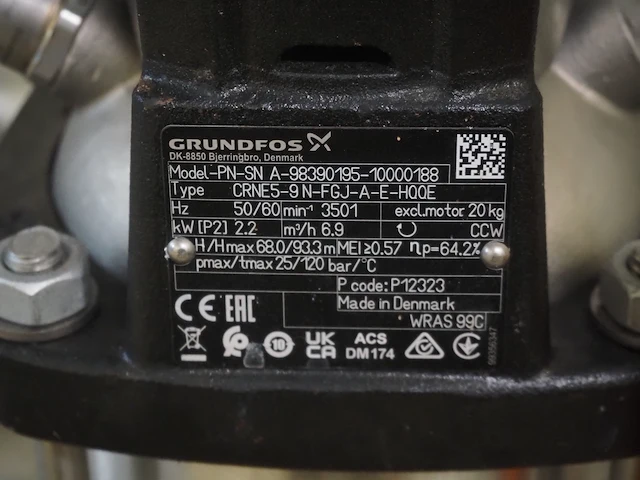 GRUNDFOS
DK-8850 Bjerringbro, Denmark
Model-PN-SN A-98390195-10000188
Type CRNE5-9 N-FGJ-A-E-HQQE
Hz 50/60 min⁻¹ 3501 excl.motor 20 kg
kW [P2] 2.2 m³/h 6.9 CCW
H/Hmax 68.0/93.3 m MEI ≥0.57 ηp=64.2%
pmax/tmax 25/120 bar/°C
P code: P12323
Made in Denmark
WRAS 99C
CE EAC
10 UK CA ACS DM174
99356347